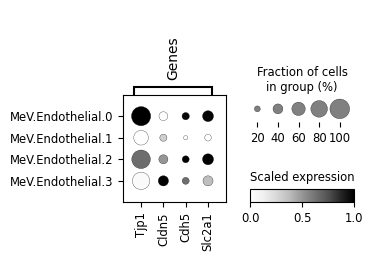 Genes
MeV.Endothelial.0
MeV.Endothelial.1
MeV.Endothelial.2
MeV.Endothelial.3
Tjp1
Cldn5
Cdh5
Slc2a1
Fraction of cells
in group (%)
20 40 60 80 100
Scaled expression
0.0 0.5 1.0